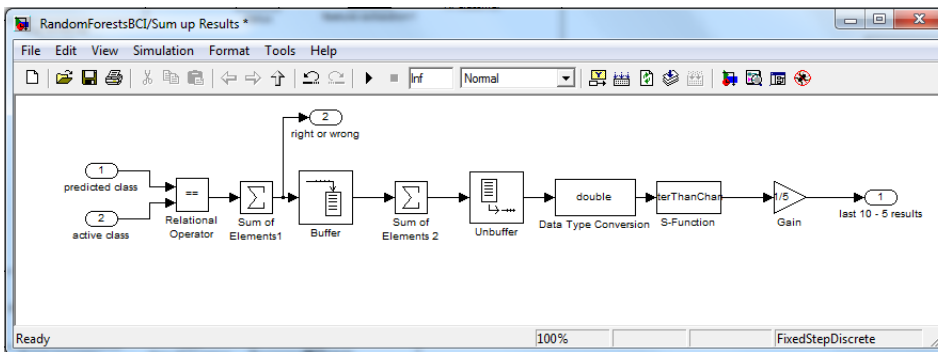 RandomForestsBCI/Sum up Results *
File Edit View Simulation Format Tools Help
Inf Normal
2
right or wrong
1
predicted class
2
active class
==
Relational
Operator
Sum of
Elements1
Buffer
Sum of
Elements 2
Unbuffer
double
Data Type Conversion
terThanChan
S-Function
1/5
Gain
1
last 10 - 5 results
Ready 100% FixedStepDiscrete